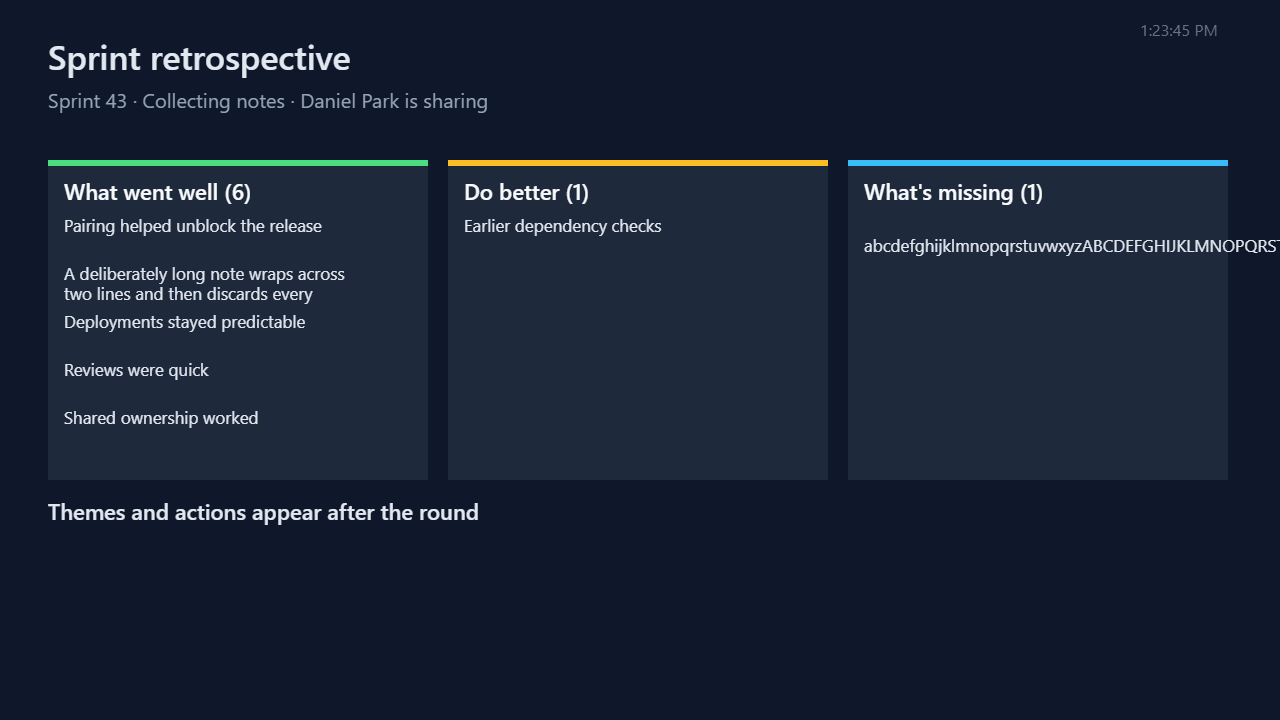 1:23:45 PM
Sprint retrospective
Sprint 43 · Collecting notes · Daniel Park is sharing
What went well (6)
Pairing helped unblock the release
A deliberately long note wraps across
two lines and then discards every
Deployments stayed predictable
Reviews were quick
Shared ownership worked
Do better (1)
Earlier dependency checks
What's missing (1)
abcdefghijklmnopqrstuvwxyzABCDEFGHIJKLMNOPQRST
Themes and actions appear after the round